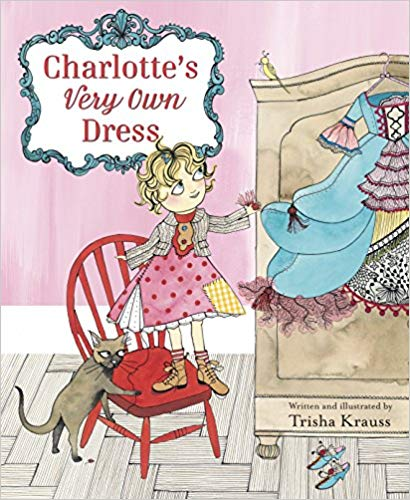 Charlotte's
Very Own
Dress
Written and illustrated by
Trisha Krauss